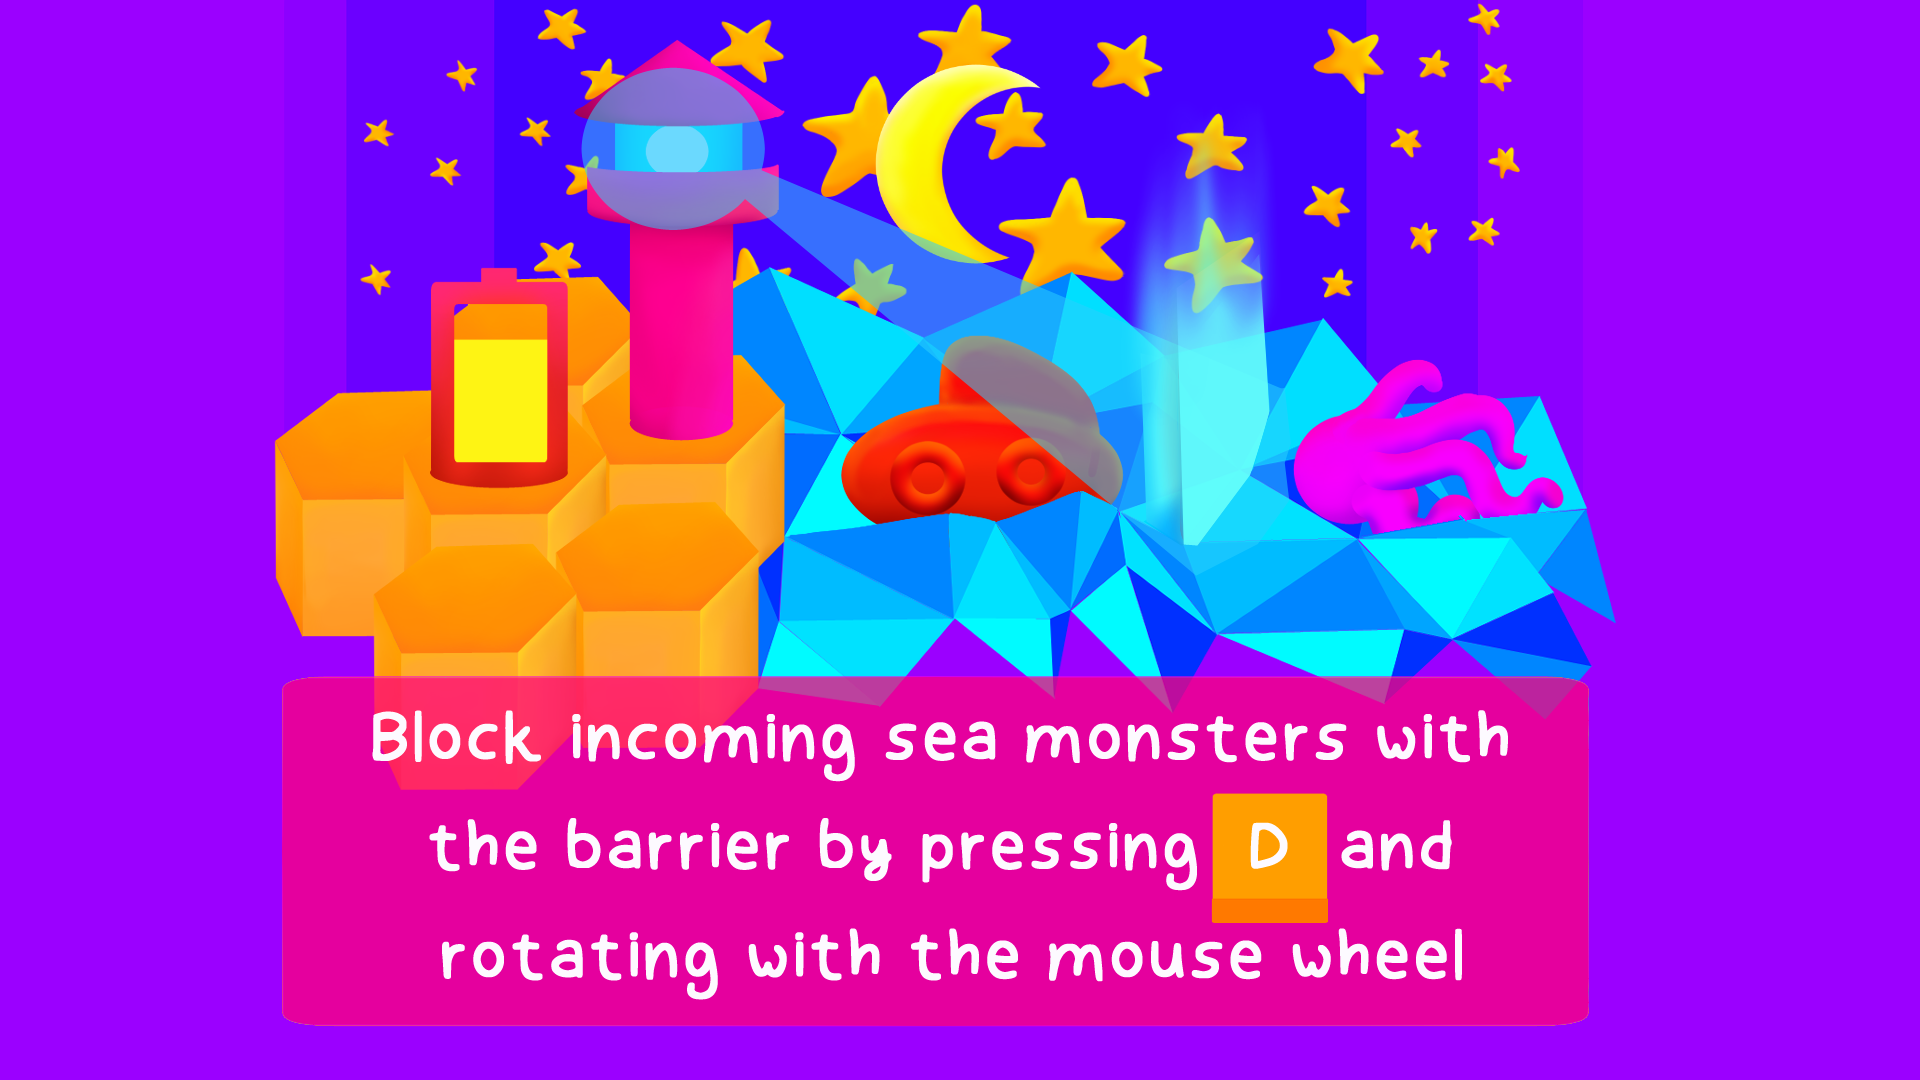 Block incoming sea monsters with
the barrier by pressing D and
rotating with the mouse wheel